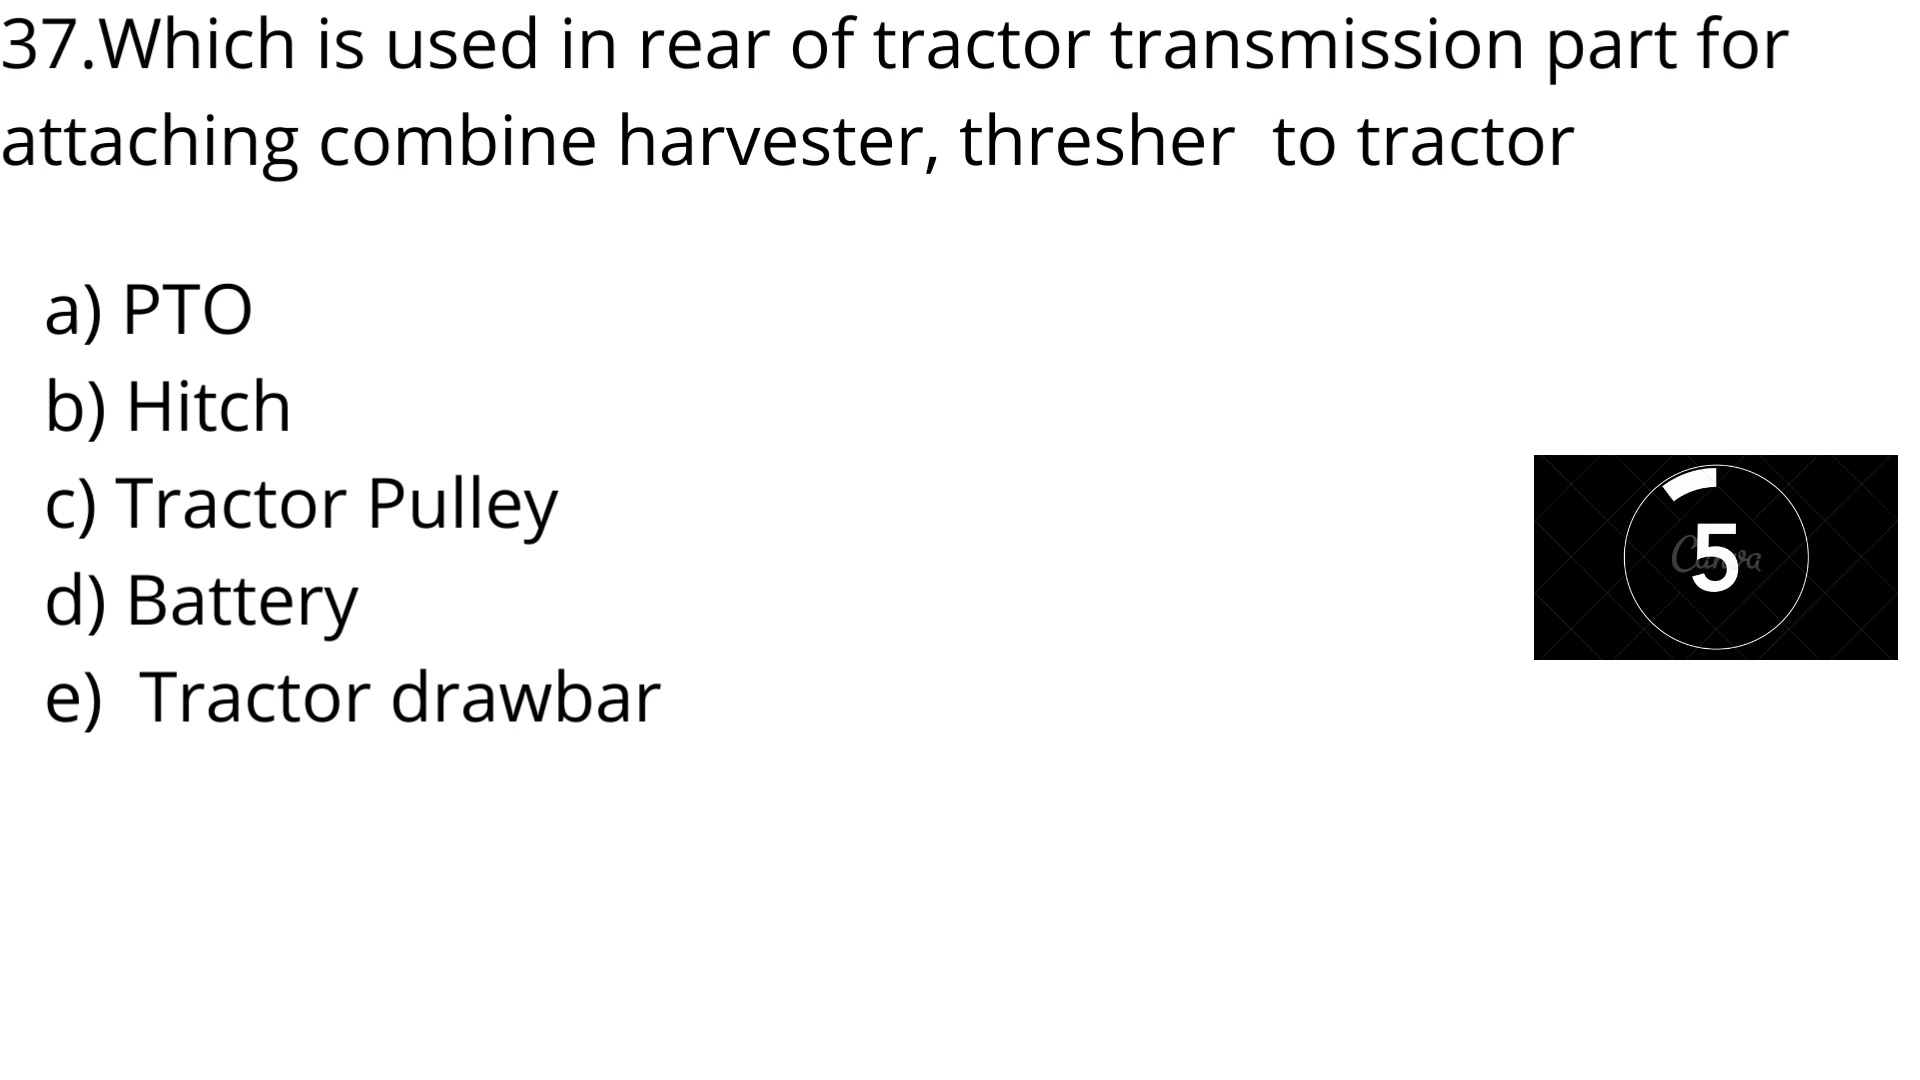 37.Which is used in rear of tractor transmission part for
attaching combine harvester, thresher  to tractor
a) PTO
b) Hitch
c) Tractor Pulley
d) Battery
e)  Tractor drawbar
Canva
5